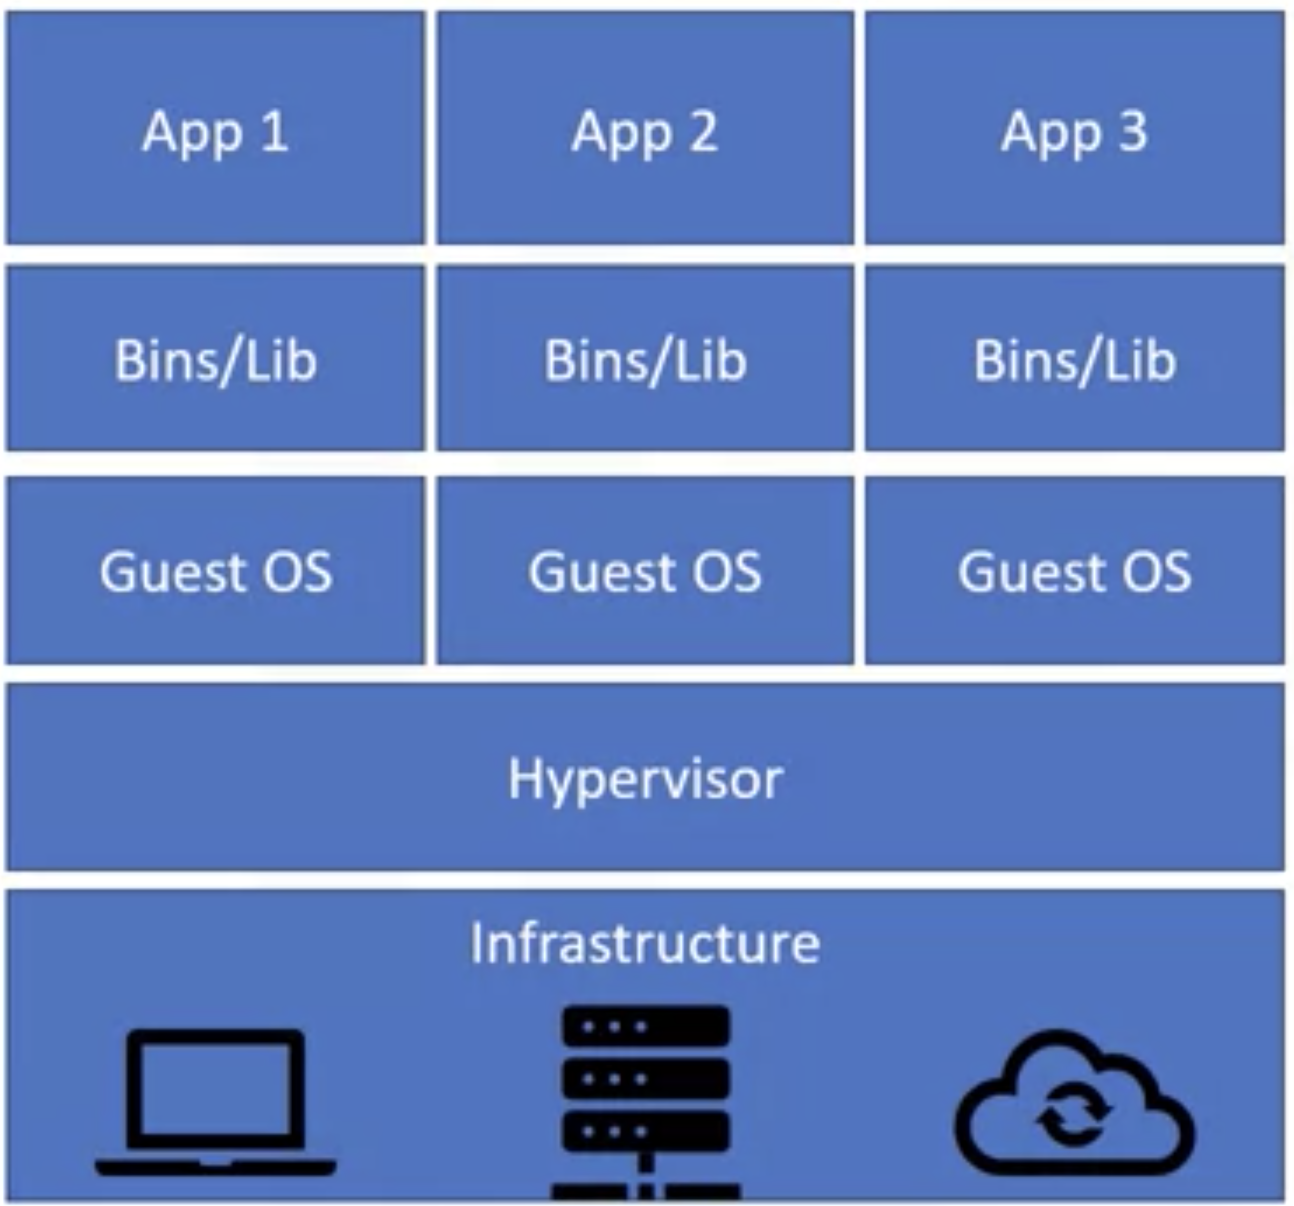 App 1
App 2
App 3
Bins/Lib
Bins/Lib
Bins/Lib
Guest OS
Guest OS
Guest OS
Hypervisor
Infrastructure